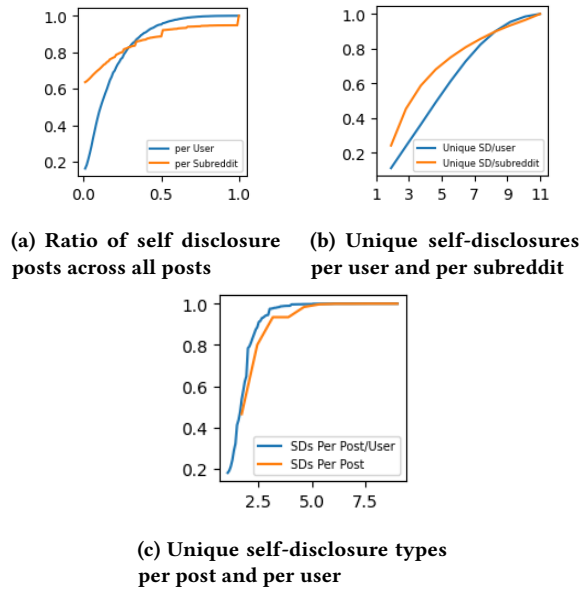 1.0
0.8
0.6
0.4
0.2
per User
per Subreddit
0.0 0.5 1.0
(a) Ratio of self disclosure
posts across all posts
1.0
0.8
0.6
0.4
0.2
Unique SD/user
Unique SD/subreddit
1 3 5 7 9 11
(b) Unique self-disclosures
per user and per subreddit
1.0
0.8
0.6
0.4
0.2
SDs Per Post/User
SDs Per Post
2.5 5.0 7.5
(c) Unique self-disclosure types
per post and per user